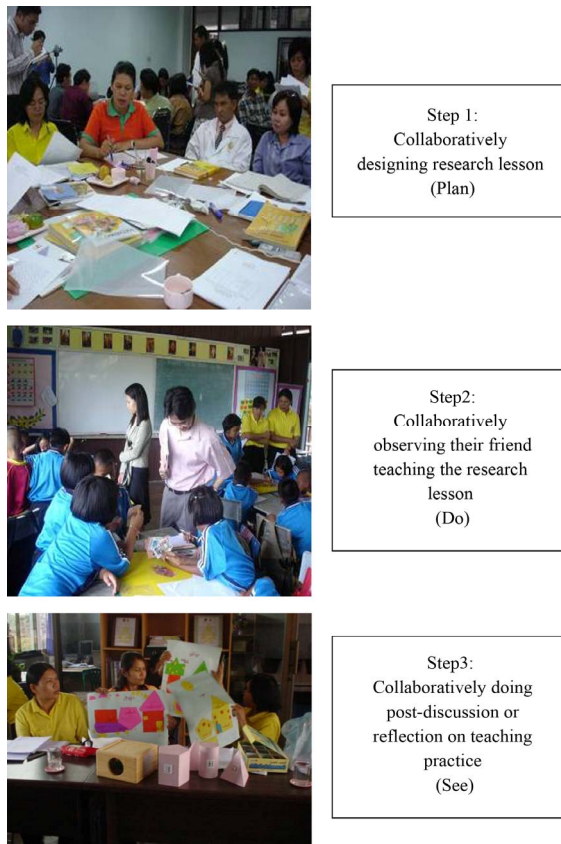 Step 1:
Collaboratively
designing research lesson
(Plan)
Step2:
Collaboratively
observing their friend
teaching the research
lesson
(Do)
Step3:
Collaboratively doing
post-discussion or
reflection on teaching
practice
(See)